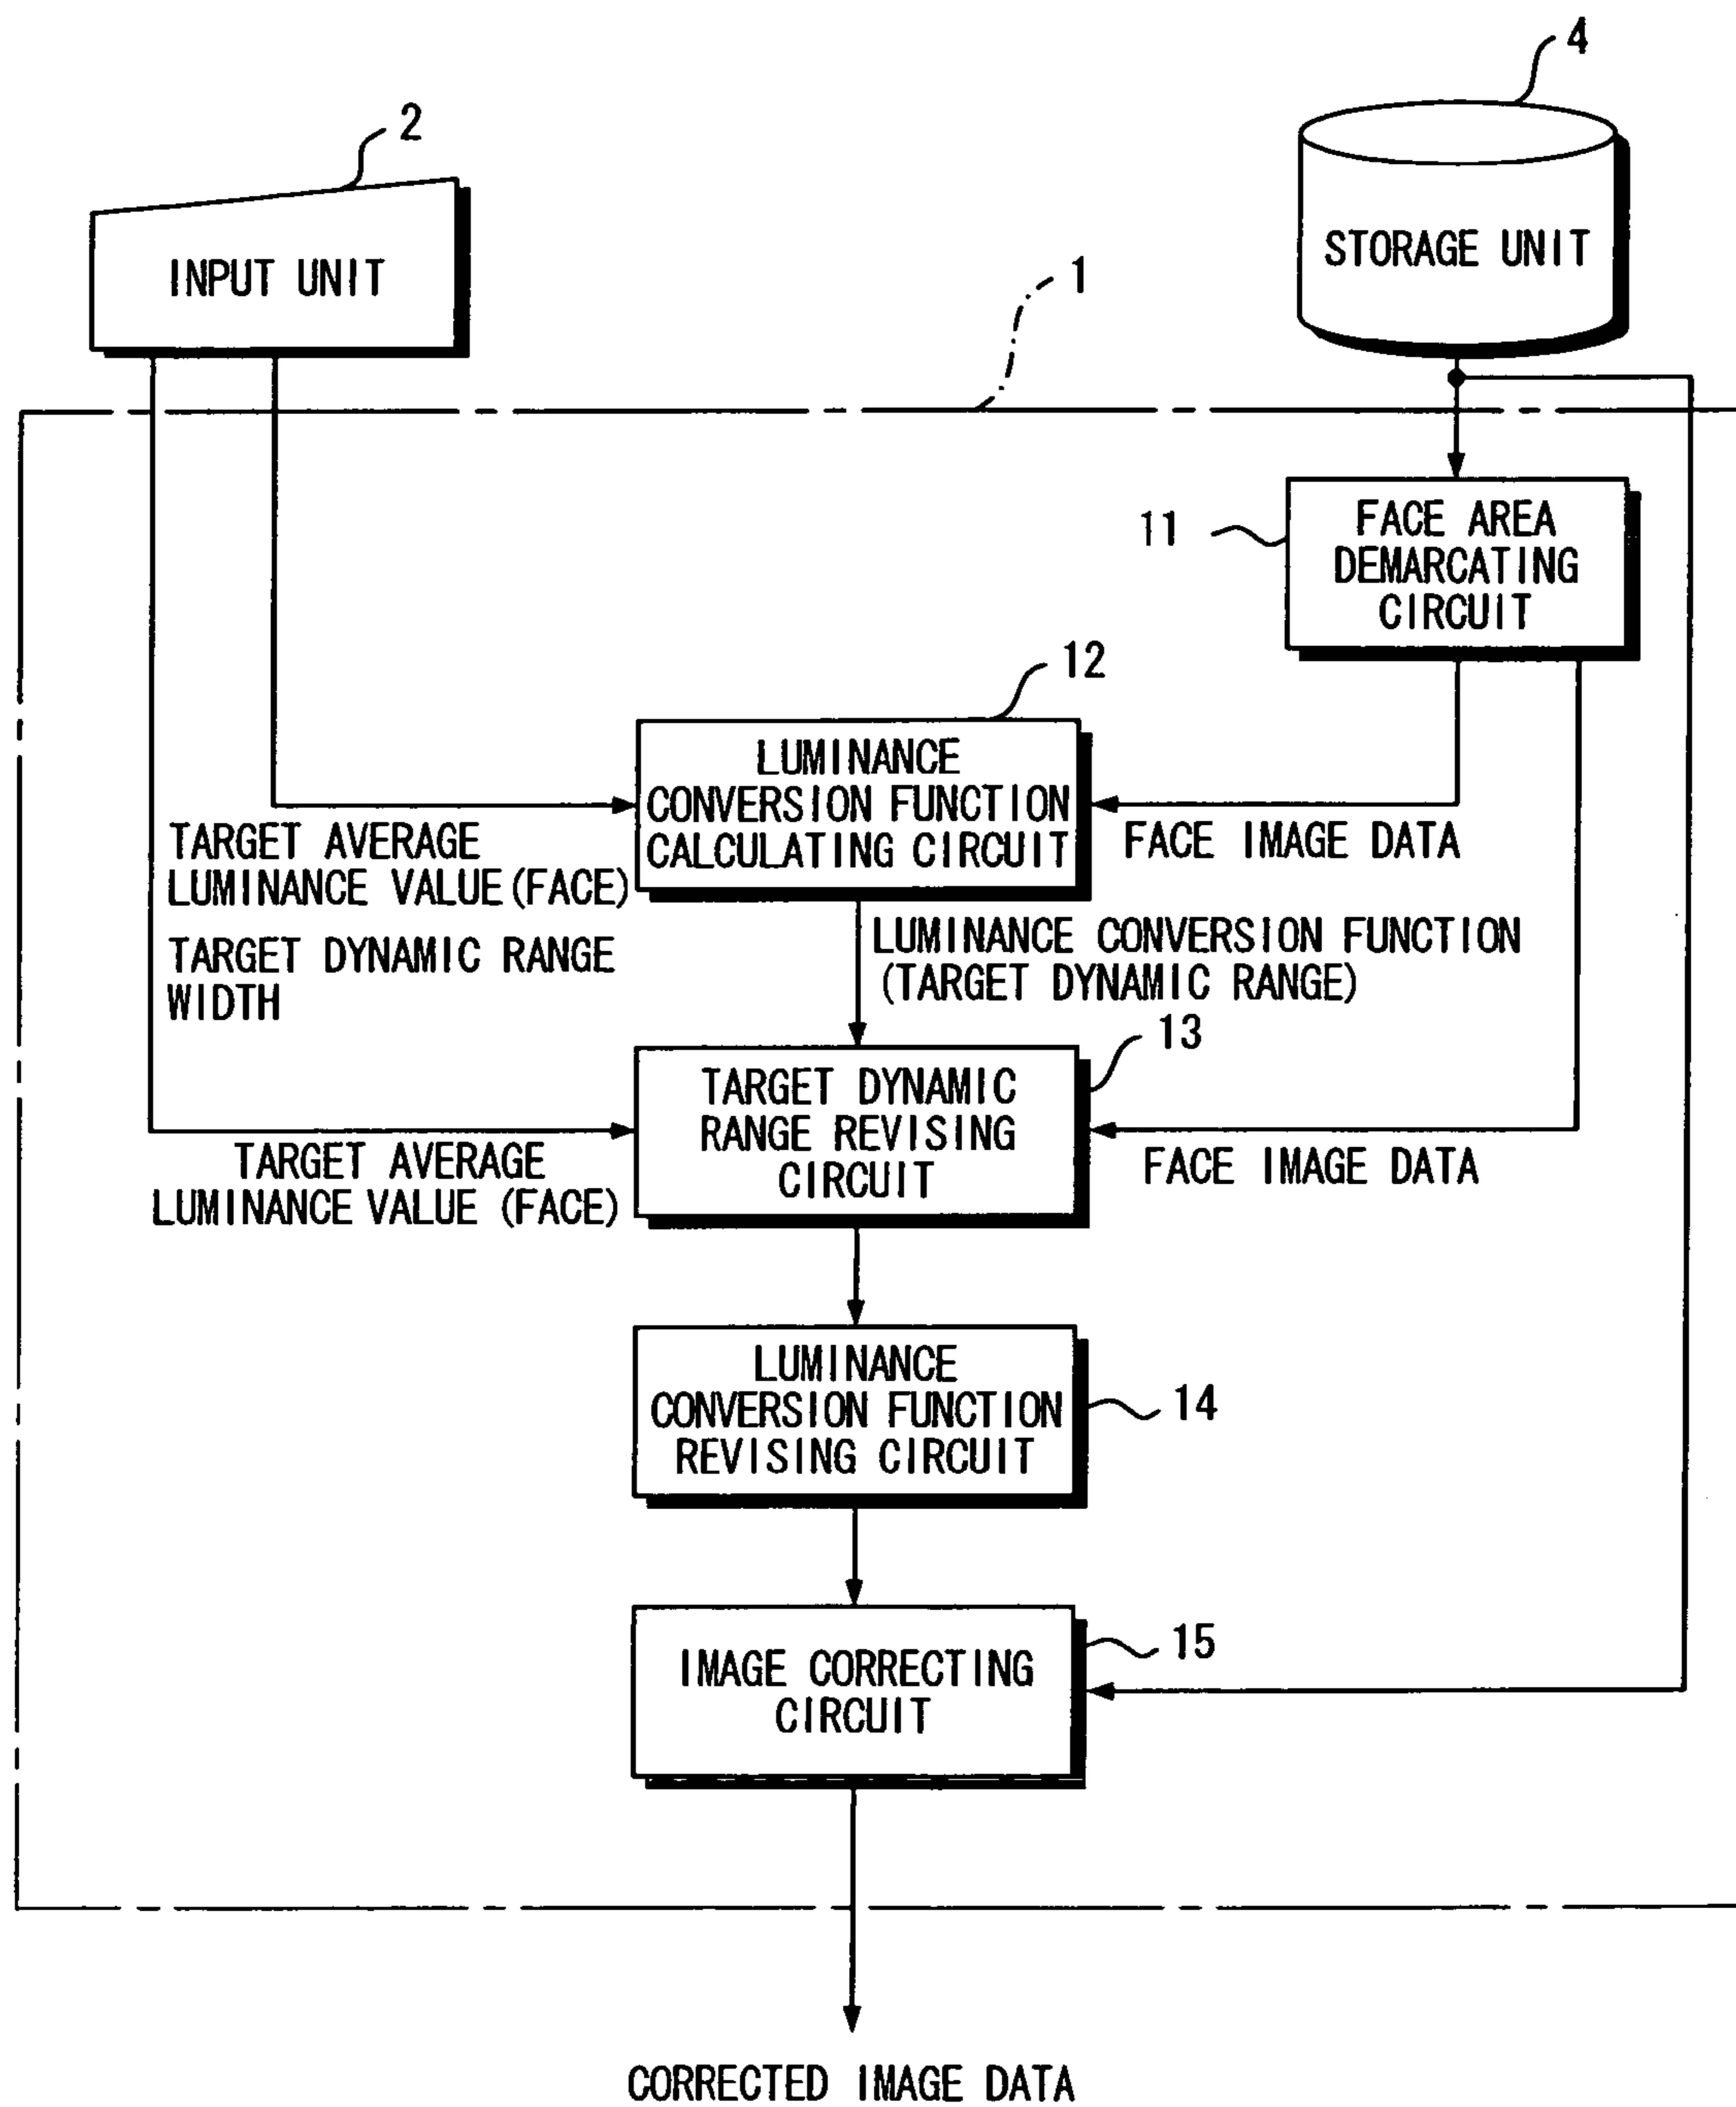 4
2
INPUT UNIT
STORAGE UNIT
1
11
FACE AREA
DEMARCATING
CIRCUIT
12
LUMINANCE
CONVERSION FUNCTION
CALCULATING CIRCUIT
TARGET AVERAGE
LUMINANCE VALUE (FACE)
TARGET DYNAMIC RANGE
WIDTH
FACE IMAGE DATA
LUMINANCE CONVERSION FUNCTION
(TARGET DYNAMIC RANGE)
13
TARGET DYNAMIC
RANGE REVISING
CIRCUIT
TARGET AVERAGE
LUMINANCE VALUE (FACE)
FACE IMAGE DATA
LUMINANCE
CONVERSION FUNCTION
REVISING CIRCUIT
14
IMAGE CORRECTING
CIRCUIT
15
CORRECTED IMAGE DATA